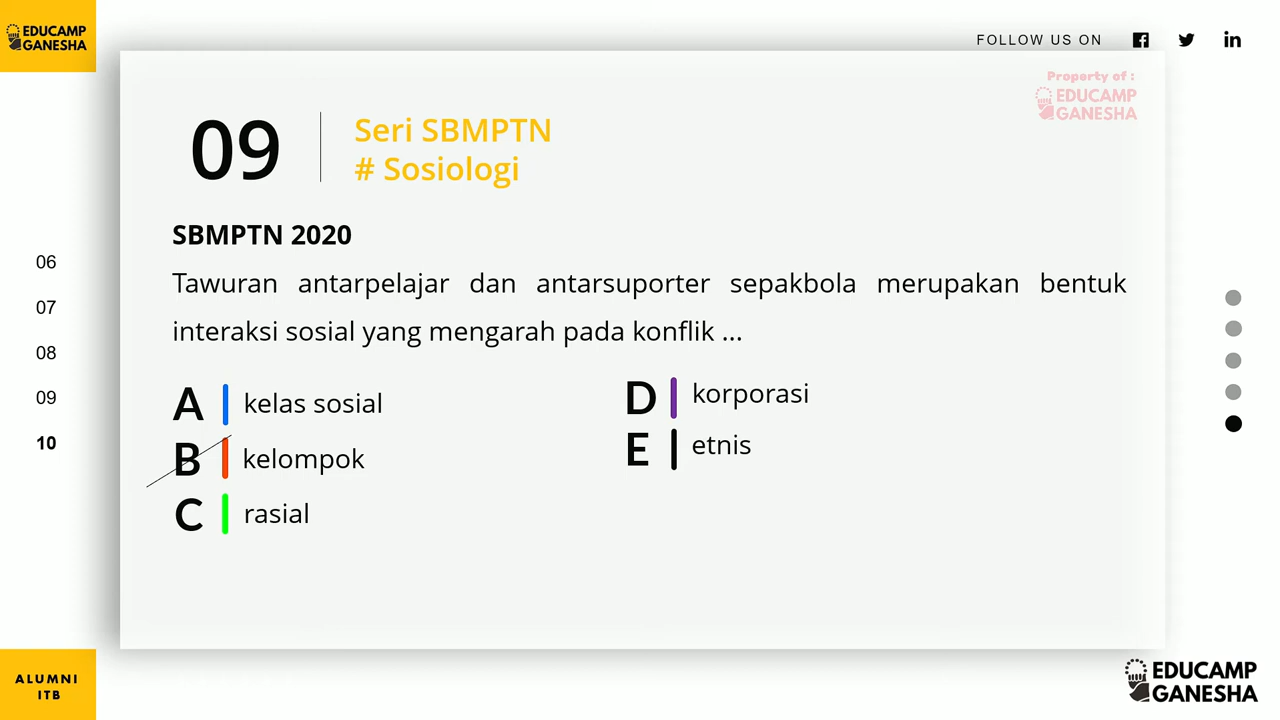 EDUCAMP
GANESHA
FOLLOW US ON
Property of :
EDUCAMP
GANESHA
09
Seri SBMPTN
# Sosiologi
SBMPTN 2020
Tawuran antarpelajar dan antarsuporter sepakbola merupakan bentuk
interaksi sosial yang mengarah pada konflik ...
A kelas sosial
B kelompok
C rasial
D korporasi
E etnis
06
07
08
09
10
ALUMNI
ITB
EDUCAMP
GANESHA